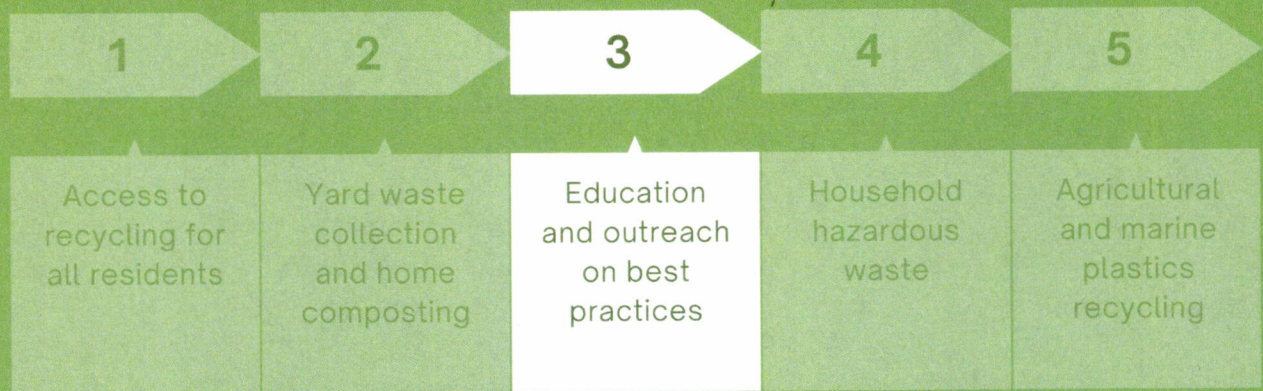 1
2
3
4
5
Access to
recycling for
all residents
Yard waste
collection
and home
composting
Education
and outreach
on best
practices
Household
hazardous
waste
Agricultural
and marine
plastics
recycling